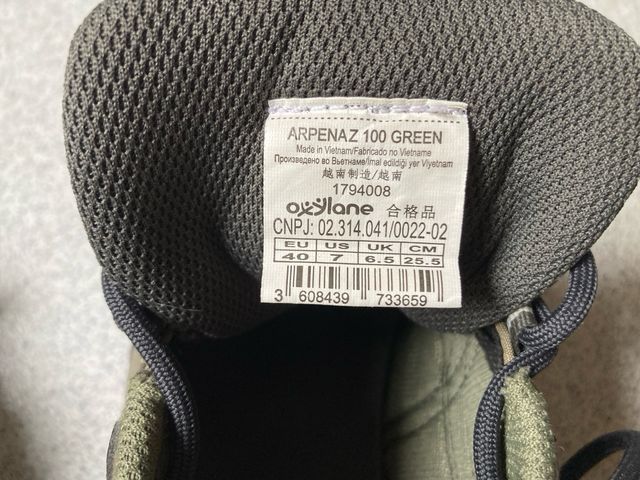 ARPENAZ 100 GREEN
Made in Vietnam/Fabricado no Vietname
Произведено во Вьетнаме/Imal edildiği yer Viyetnam
越南制造/越南
1794008
oxylane 合格品
CNPJ: 02.314.041/0022-02
EU US UK CM
40 7 6.5 25.5
3 608439 733659